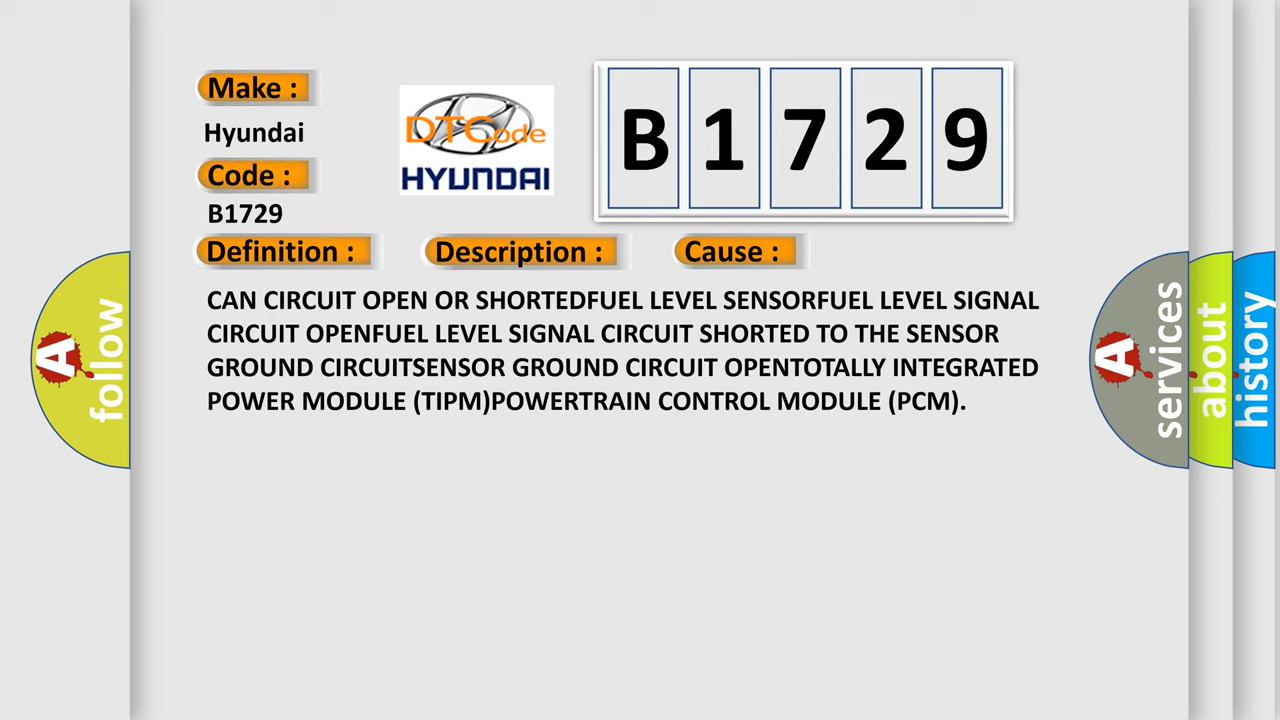 Make :
Hyundai
Code :
B1729
DTCode
HYUNDAI
B 1 7 2 9
Definition :
Description :
Cause :
CAN CIRCUIT OPEN OR SHORTEDFUEL LEVEL SENSORFUEL LEVEL SIGNAL
CIRCUIT OPENFUEL LEVEL SIGNAL CIRCUIT SHORTED TO THE SENSOR
GROUND CIRCUITSENSOR GROUND CIRCUIT OPENTOTALLY INTEGRATED
POWER MODULE (TIPM)POWERTRAIN CONTROL MODULE (PCM).
A
follow
A
services
about
history